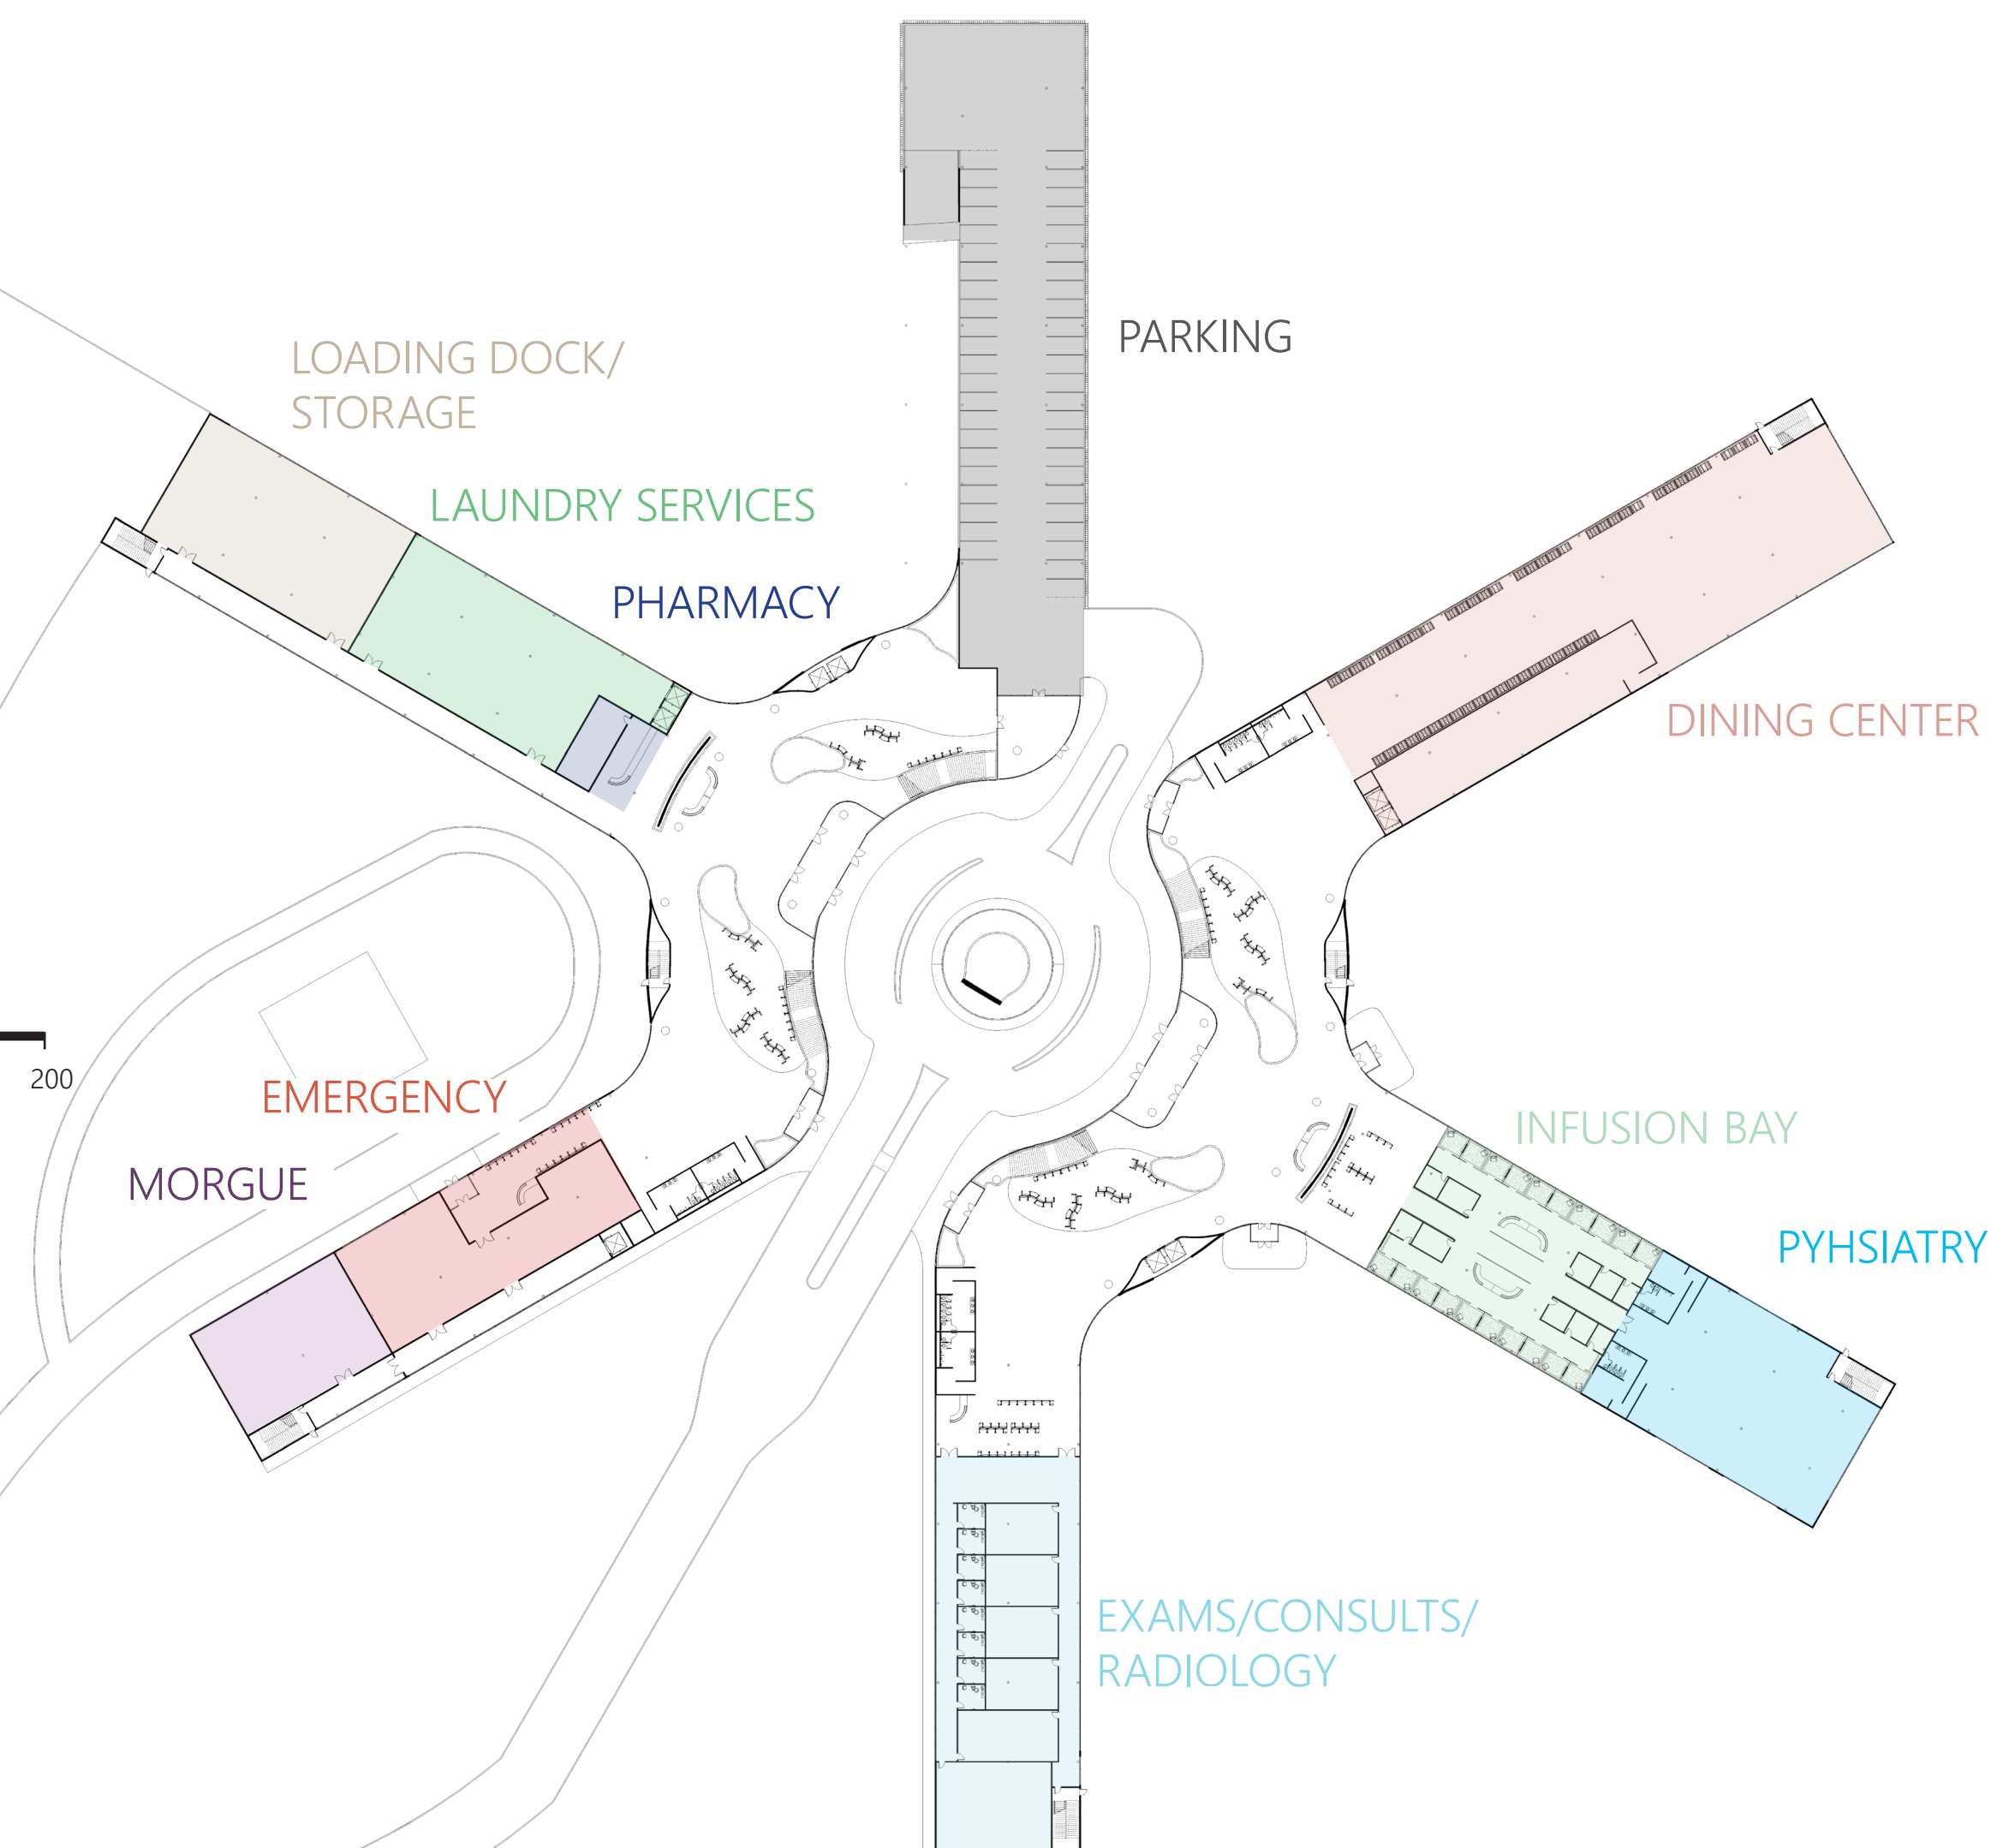 PARKING
LOADING DOCK/
STORAGE
LAUNDRY SERVICES
PHARMACY
DINING CENTER
200
EMERGENCY
INFUSION BAY
MORGUE
PYHSIATRY
EXAMS/CONSULTS/
RADIOLOGY